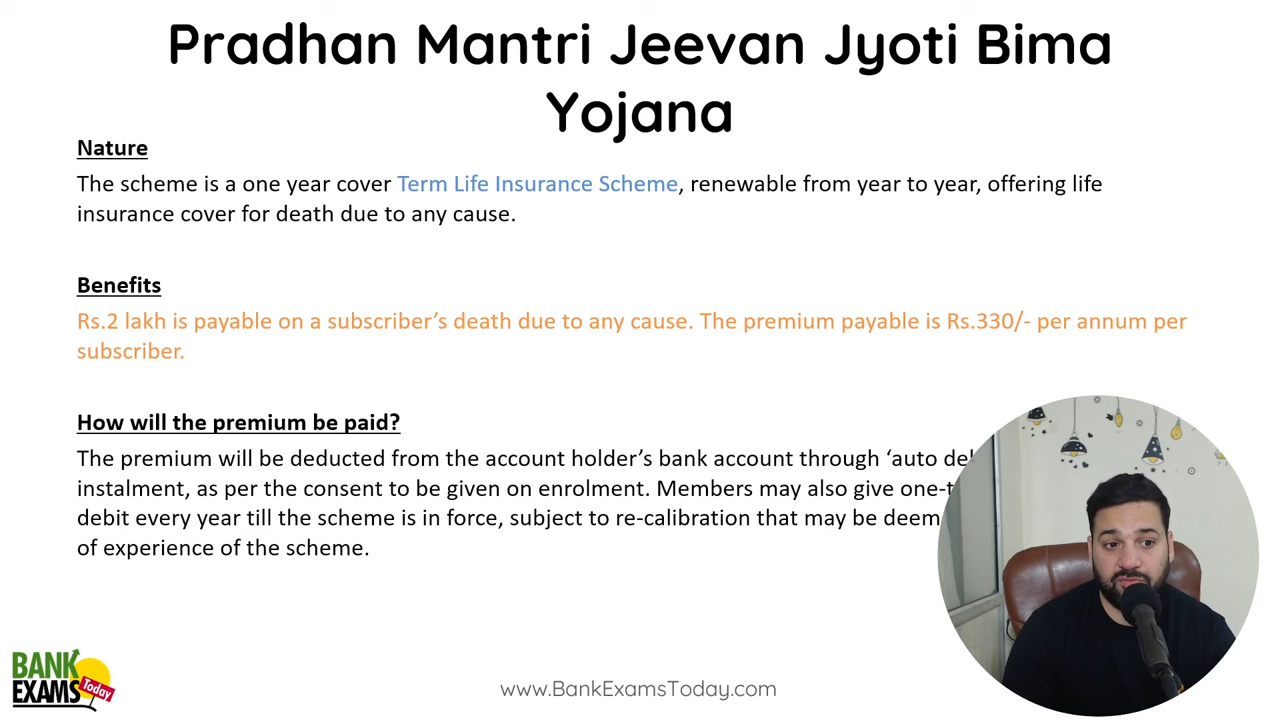 Pradhan Mantri Jeevan Jyoti Bima
Yojana
Nature
The scheme is a one year cover Term Life Insurance Scheme, renewable from year to year, offering life
insurance cover for death due to any cause.
Benefits
Rs.2 lakh is payable on a subscriber’s death due to any cause. The premium payable is Rs.330/- per annum per
subscriber.
How will the premium be paid?
The premium will be deducted from the account holder’s bank account through ‘auto
instalment, as per the consent to be given on enrolment. Members may also give
debit every year till the scheme is in force, subject to re-calibration that may be
of experience of the scheme.
BANK
EXAMS
Today
www.BankExamsToday.com